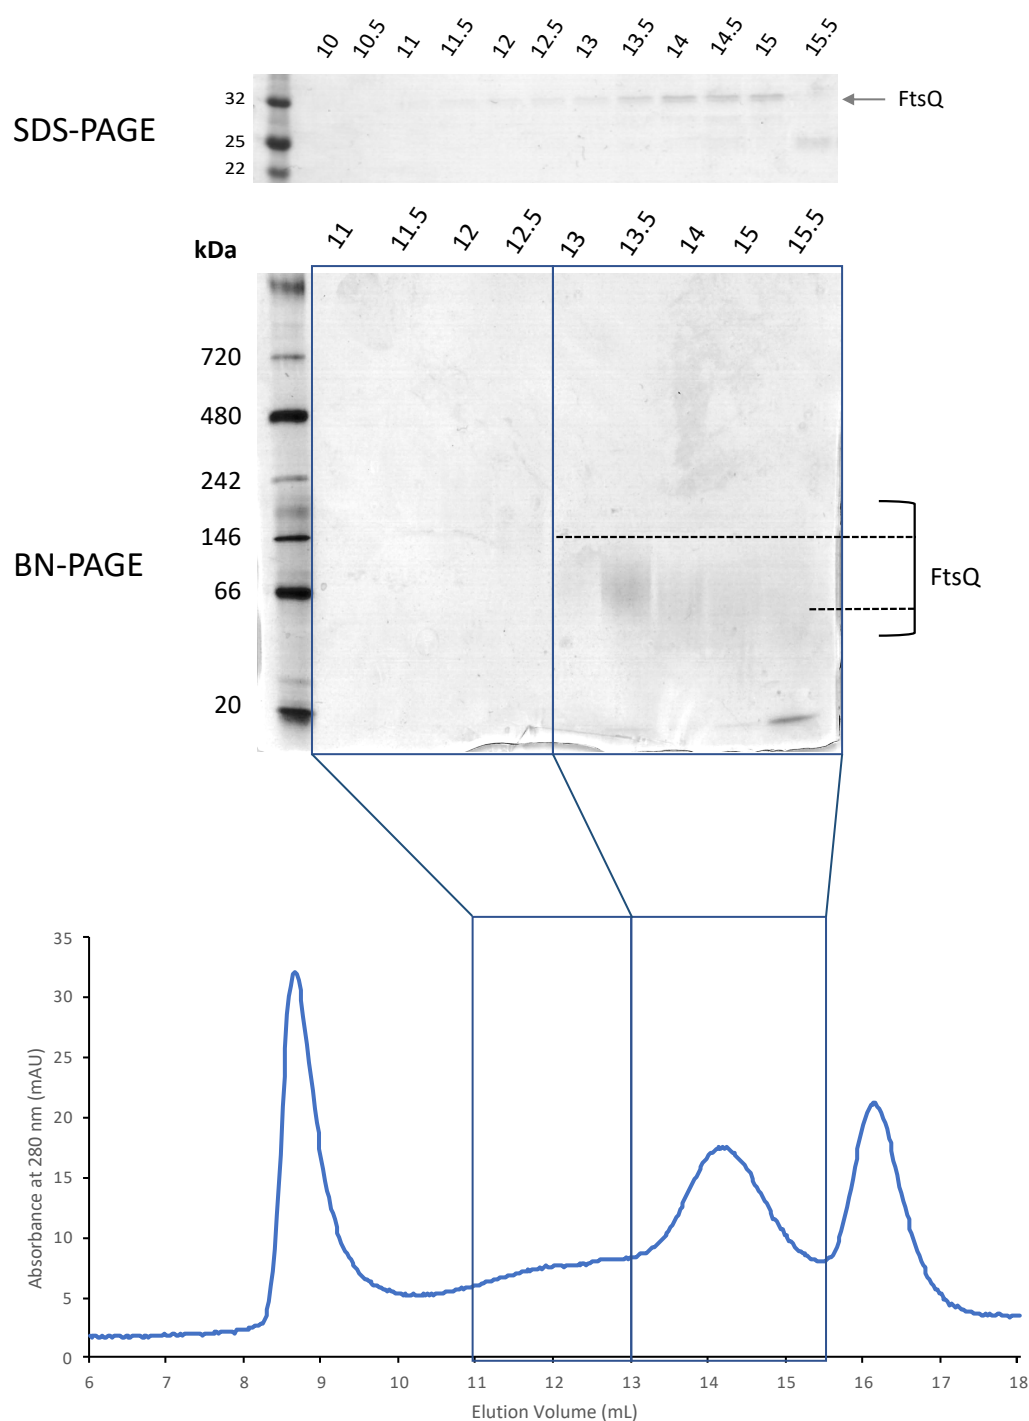 10 10.5 11 11.5 12 12.5 13 13.5 14 14.5 15 15.5
32
FtsQ
SDS-PAGE
25
22
11 11.5 12 12.5 13 13.5 14 15 15.5
kDa
720
480
242
146
BN-PAGE
FtsQ
66
20
35
30
25
20
15
10
5
0
Absorbance at 280 nm (mAU)
6 7 8 9 10 11 12 13 14 15 16 17 18
Elution Volume (mL)